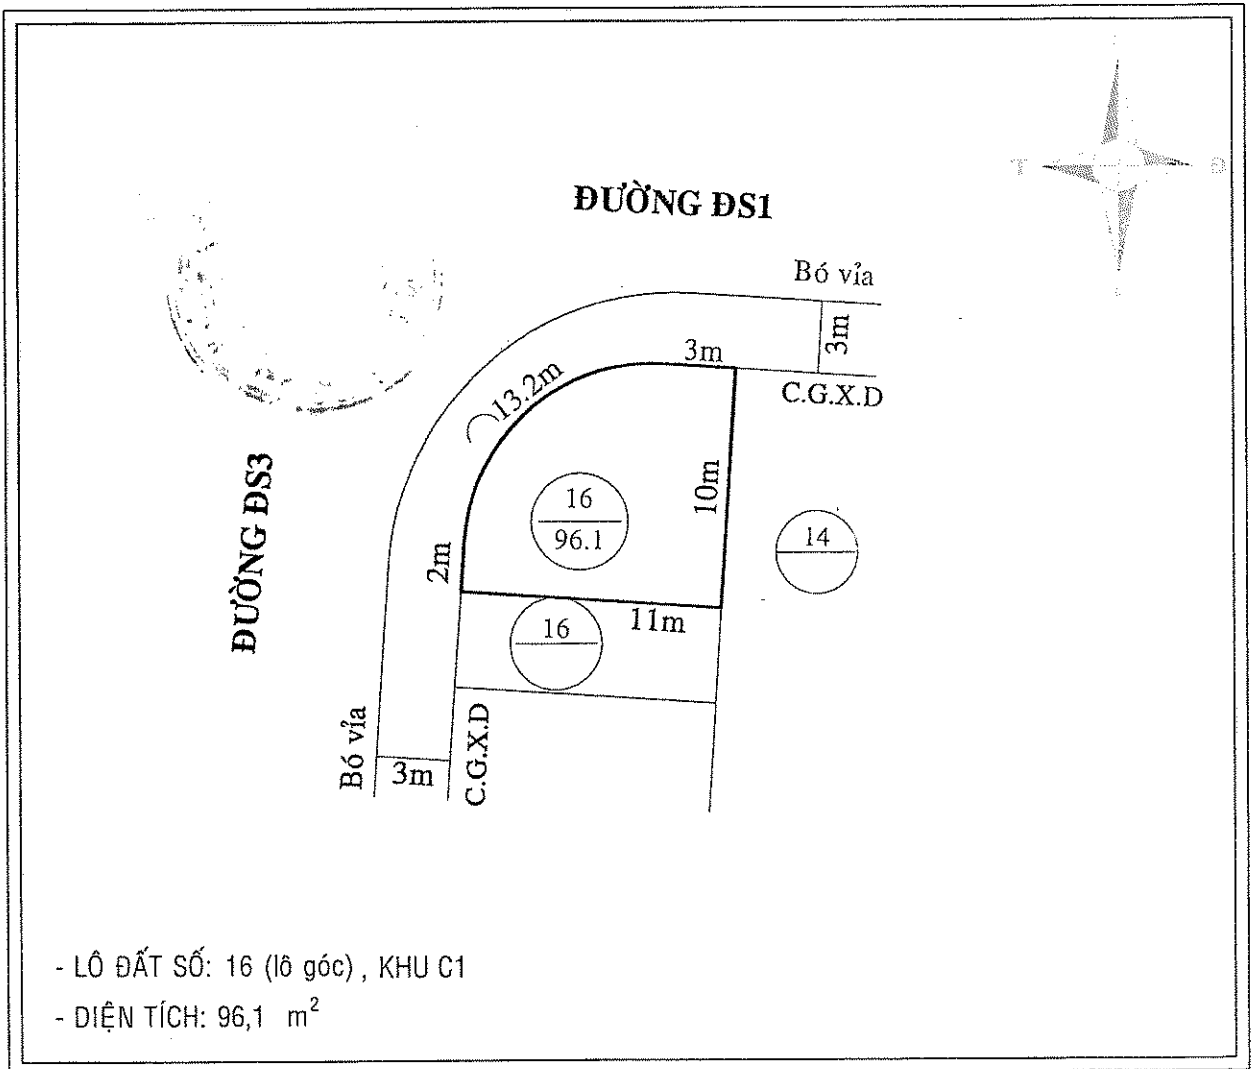 T
Đ
ĐƯỜNG ĐS1
Bó vỉa
3m
3m
C.G.X.D
13.2m
ĐƯỜNG ĐS3
16
96.1
10m
14
2m
11m
16
Bó vỉa
3m
C.G.X.D
- LÔ ĐẤT SỐ: 16 (lô góc) , KHU C1
- DIỆN TÍCH: 96,1 m²